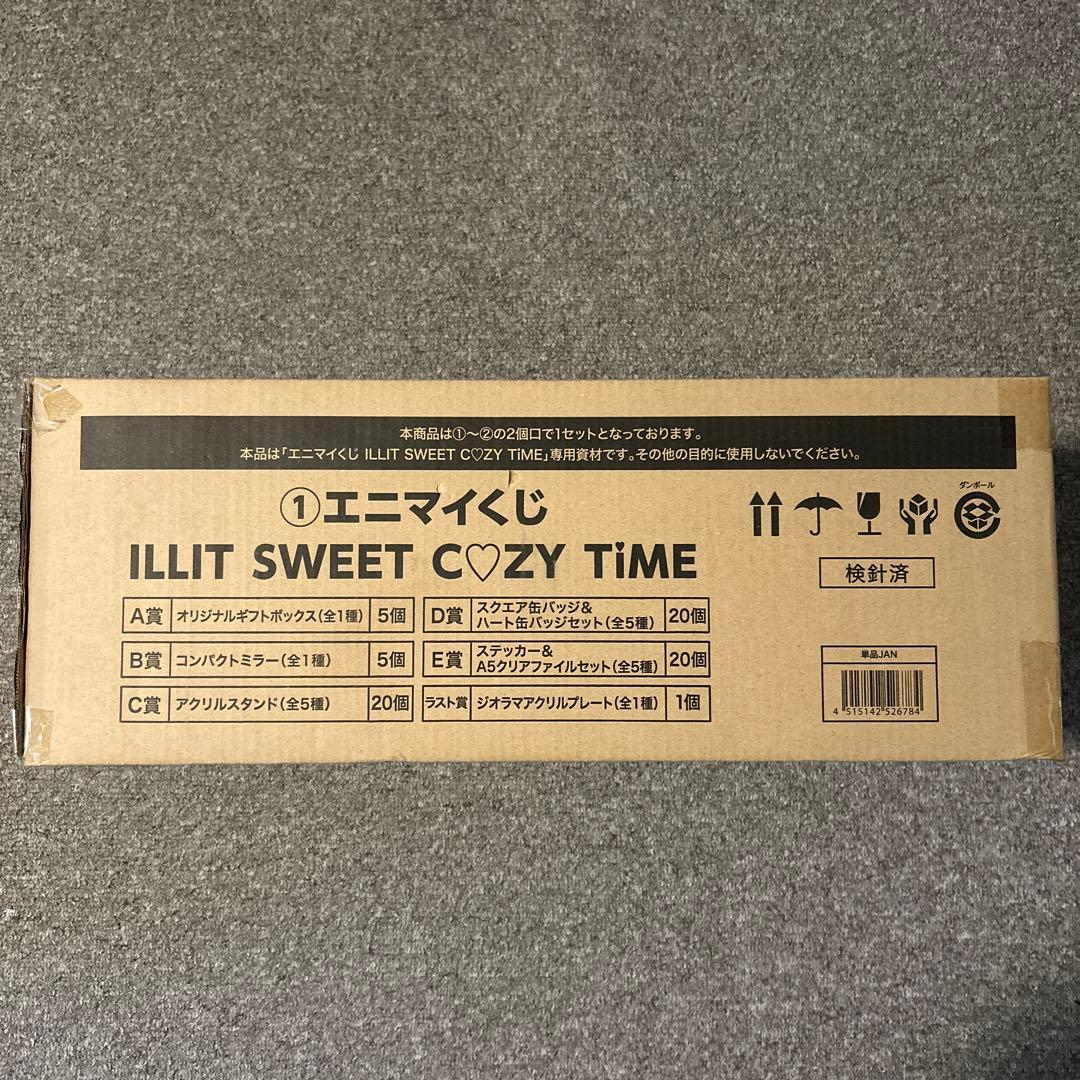 本商品は①～②の2個口で1セットとなっております。
本品は「エニマイくじ ILLIT SWEET C♡ZY TiME」専用資材です。その他の目的に使用しないでください。
①エニマイくじ
ILLIT SWEET C♡ZY TiME
ダンボール
検針済
A賞 オリジナルギフトボックス(全1種) 5個
B賞 コンパクトミラー(全1種) 5個
C賞 アクリルスタンド(全5種) 20個
D賞 スクエア缶バッジ&
ハート缶バッジセット(全5種) 20個
E賞 ステッカー&
A5クリアファイルセット(全5種) 20個
ラスト賞 ジオラマアクリルプレート(全1種) 1個
単品JAN
4 515142 526784